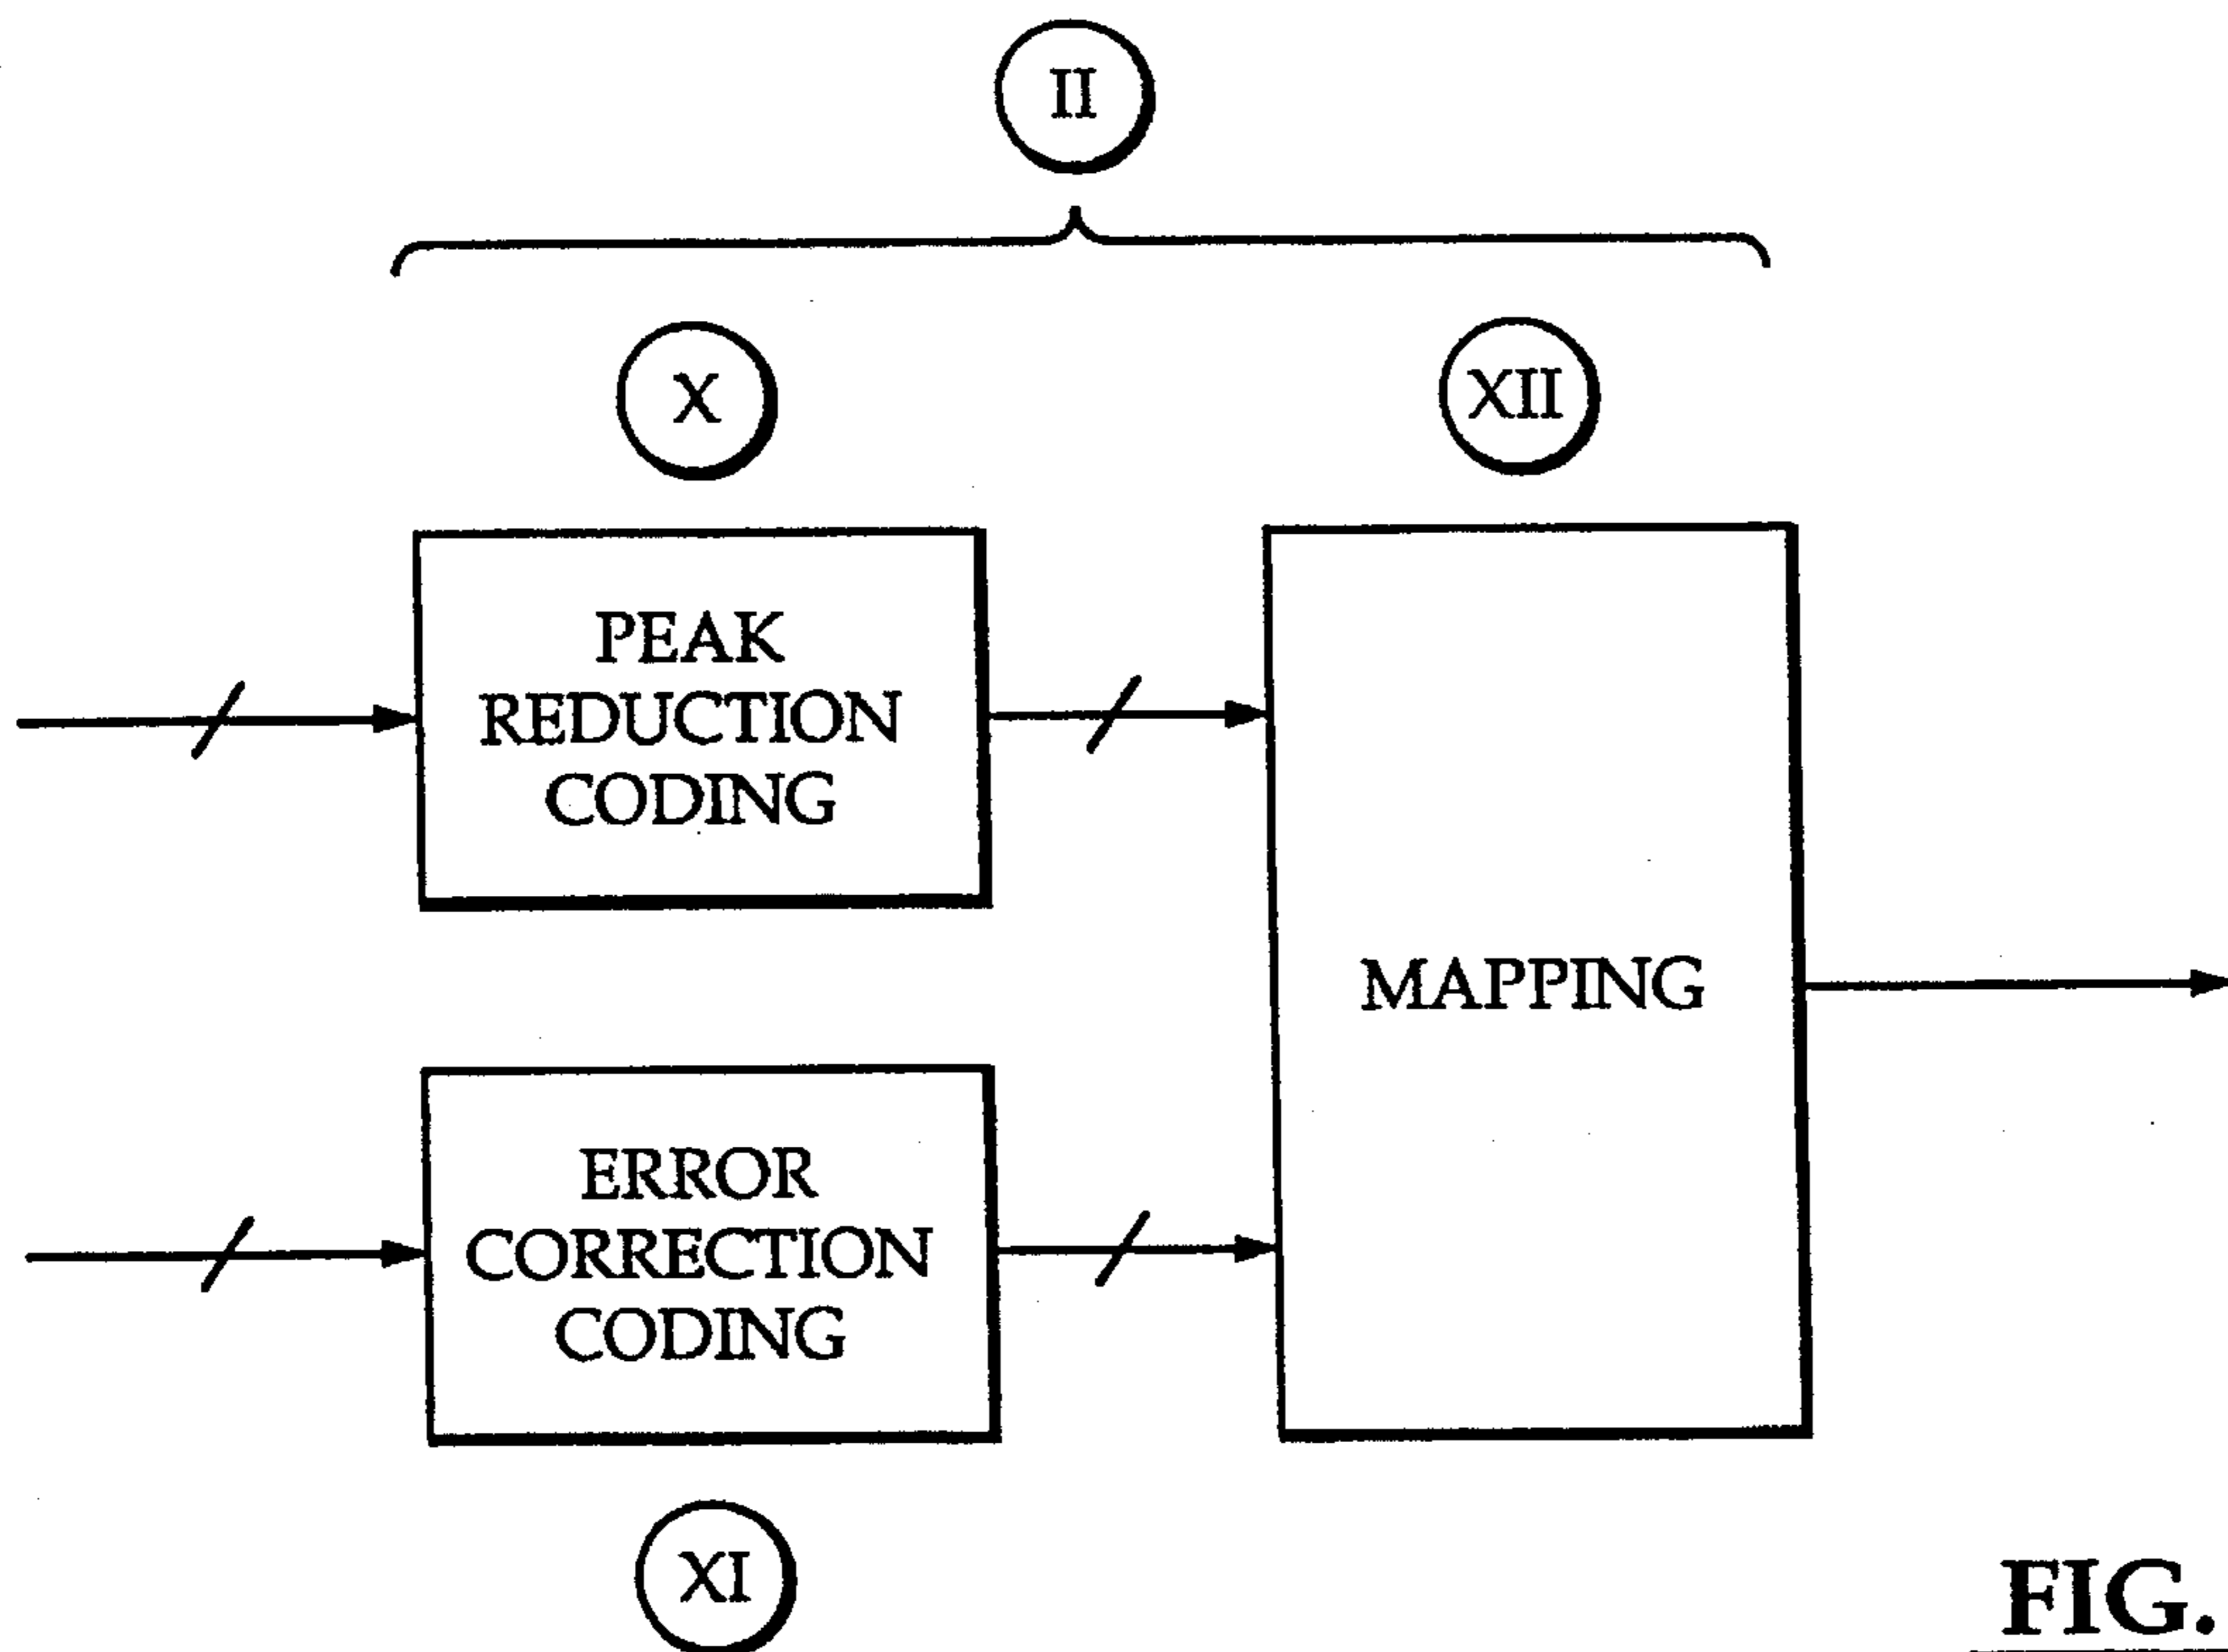 II
X
XII
PEAK
REDUCTION
CODING
MAPPING
ERROR
CORRECTION
CODING
XI
FIG.